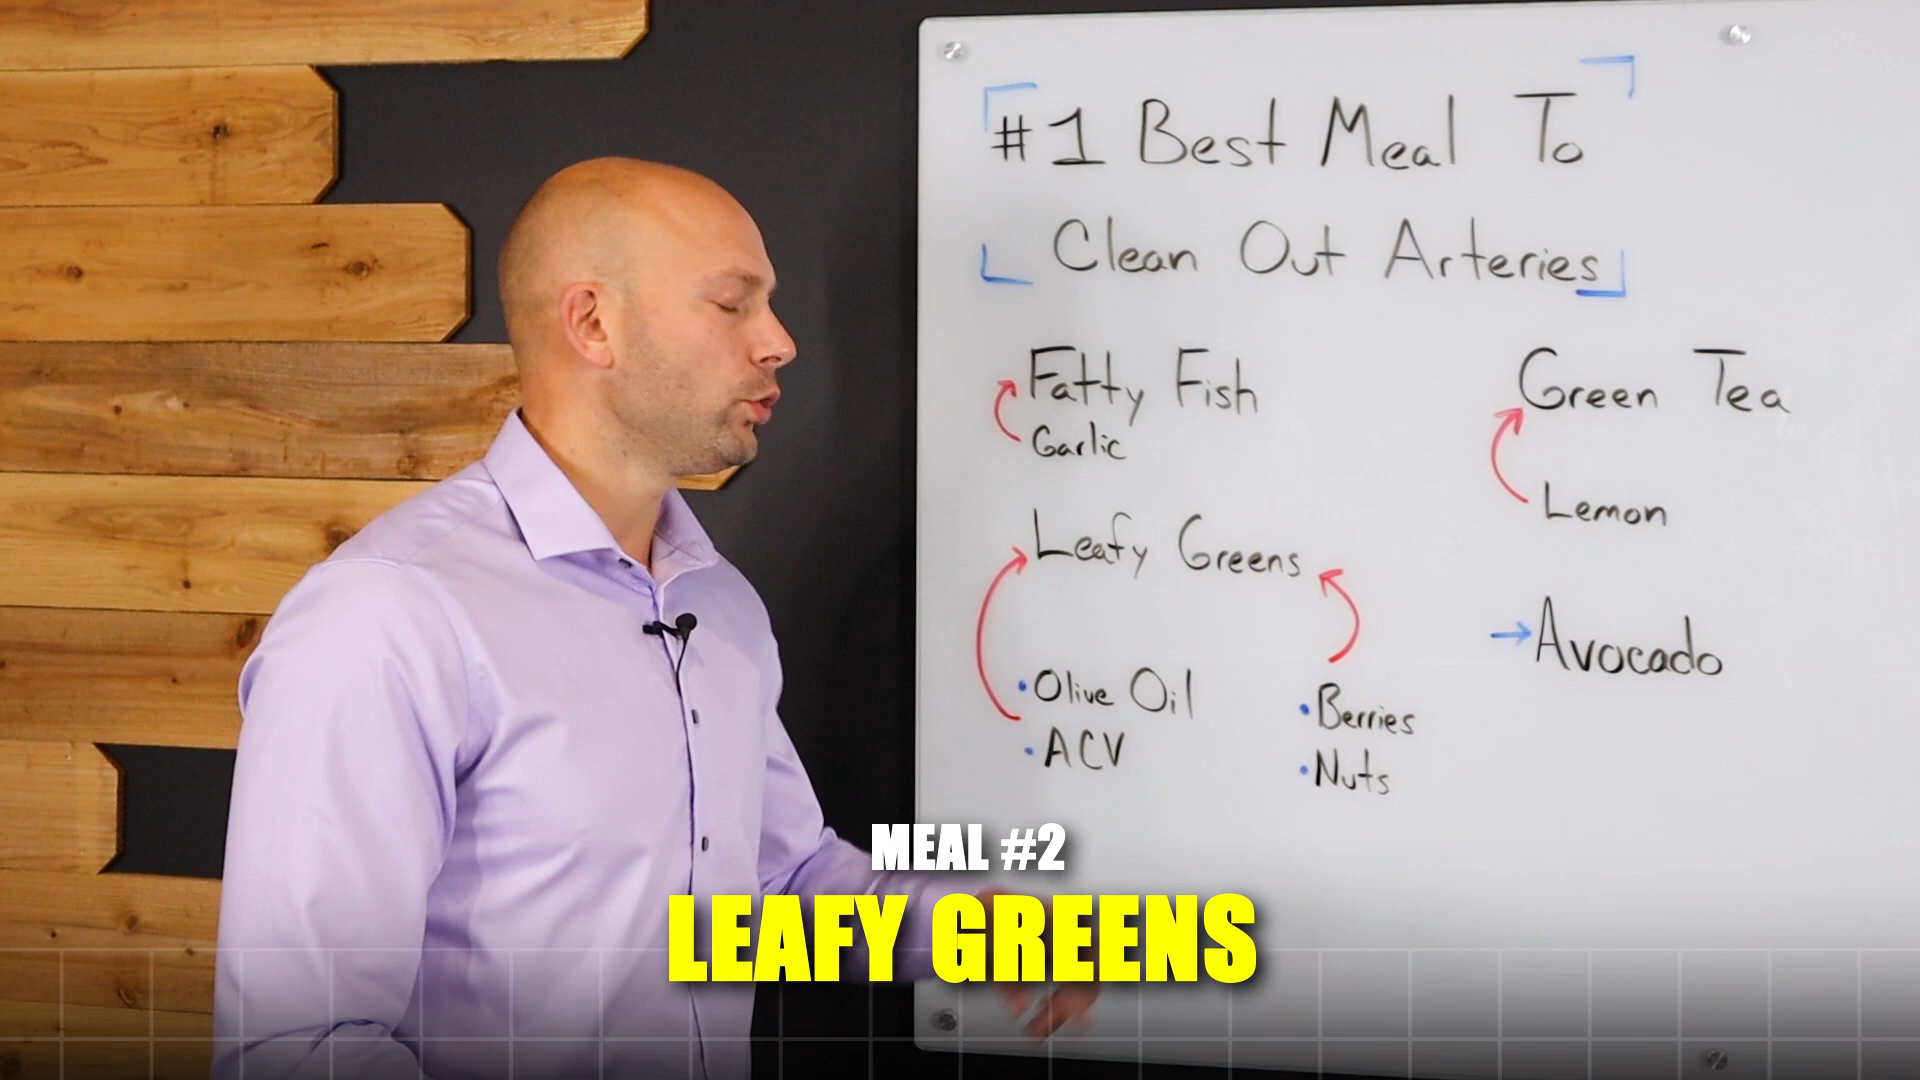 #1 Best Meal To
Clean Out Arteries
Fatty Fish
Garlic
Leafy Greens
• Olive Oil
• ACV
• Berries
• Nuts
Green Tea
Lemon
→ Avocado
MEAL #2
LEAFY GREENS